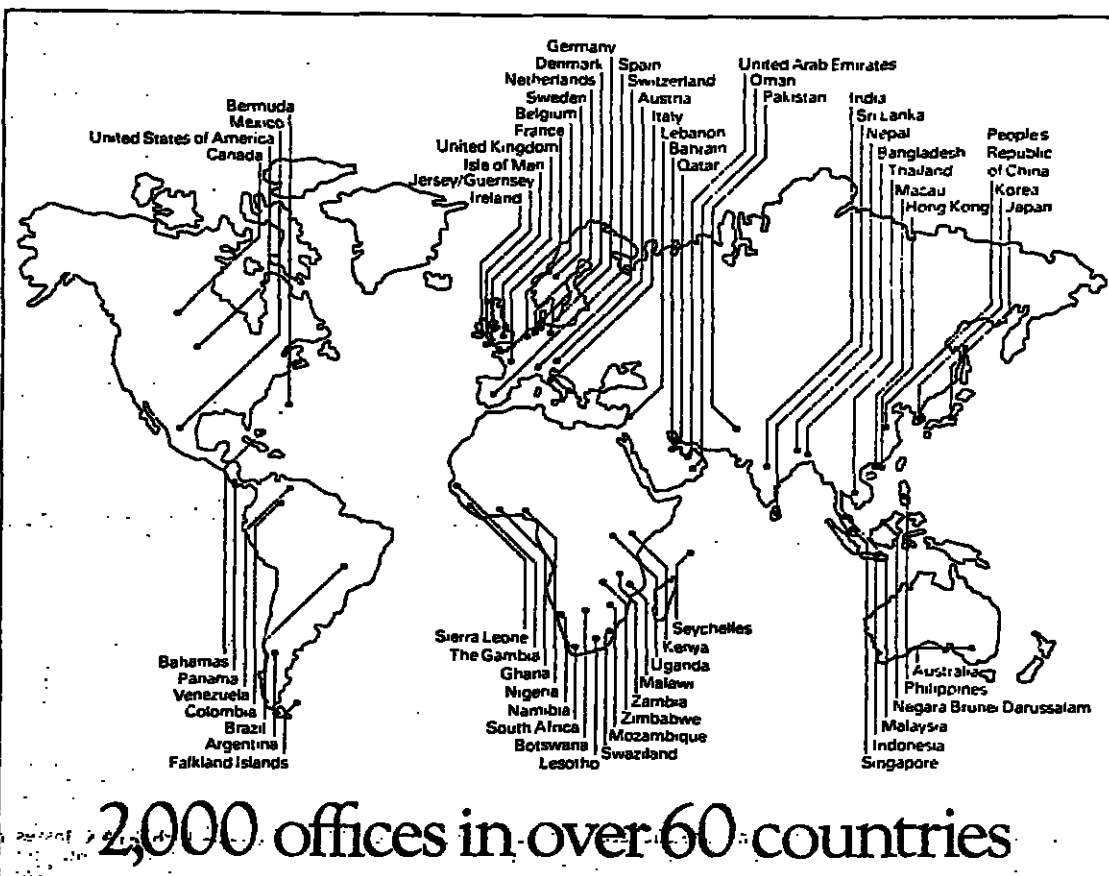 Bermuda
Mexico
United States of America
Canada
Germany
Denmark
Netherlands
Sweden
Belgium
France
United Kingdom
Isle of Man
Jersey/Guernsey
Ireland
Spain
Switzerland
Austria
Italy
Lebanon
Bahrain
Qatar
United Arab Emirates
Oman
Pakistan
India
Sri Lanka
Nepal
Bangladesh
Thailand
Macau
Hong Kong
Peoples
Republic
of China
Korea
Japan
Bahamas
Panama
Venezuela
Colombia
Brazil
Argentina
Falkland Islands
Sierra Leone
The Gambia
Ghana
Nigeria
Namibia
South Africa
Botswana
Lesotho
Seychelles
Kenya
Uganda
Malawi
Zambia
Zimbabwe
Mozambique
Swaziland
Australia
Philippines
Negara Brunei Darussalam
Malaysia
Indonesia
Singapore
2,000 offices in over 60 countries